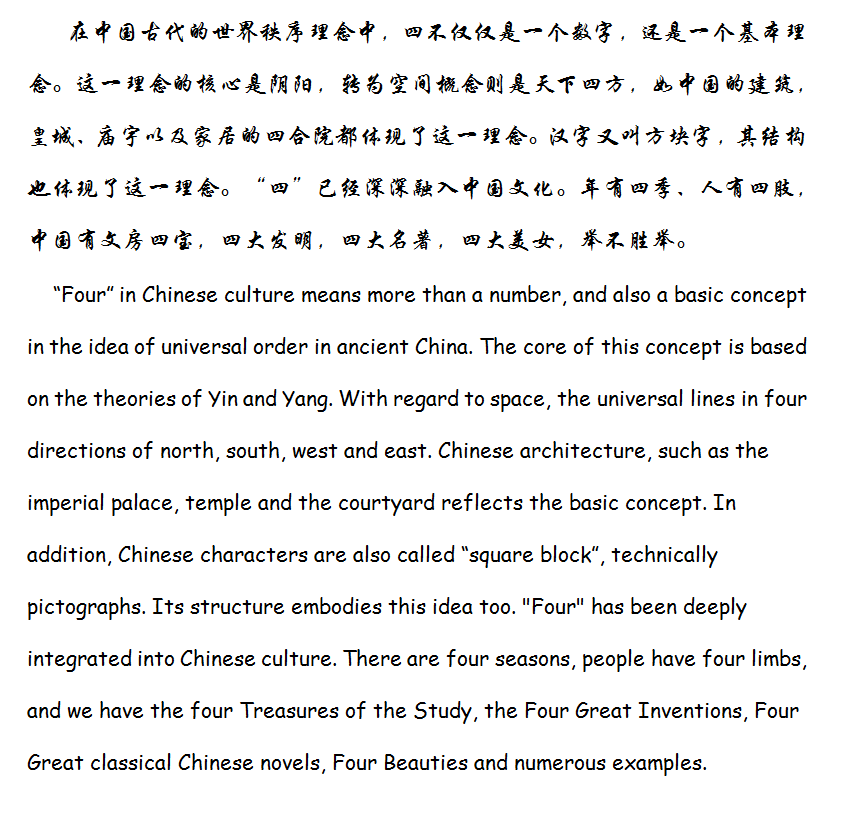 在中国古代的世界秩序理念中，四不仅仅是一个数字，还是一个基本理
念。这一理念的核心是阴阳，转为空间概念则是天下四方，如中国的建筑，
皇城、庙宇以及家居的四合院都体现了这一理念。汉字又叫方块字，其结构
也体现了这一理念。“四”已经深深融入中国文化。年有四季、人有四肢，
中国有文房四宝，四大发明，四大名著，四大美女，举不胜举。
“Four” in Chinese culture means more than a number, and also a basic concept
in the idea of universal order in ancient China. The core of this concept is based
on the theories of Yin and Yang. With regard to space, the universal lines in four
directions of north, south, west and east. Chinese architecture, such as the
imperial palace, temple and the courtyard reflects the basic concept. In
addition, Chinese characters are also called “square block”, technically
pictographs. Its structure embodies this idea too. "Four" has been deeply
integrated into Chinese culture. There are four seasons, people have four limbs,
and we have the four Treasures of the Study, the Four Great Inventions, Four
Great classical Chinese novels, Four Beauties and numerous examples.